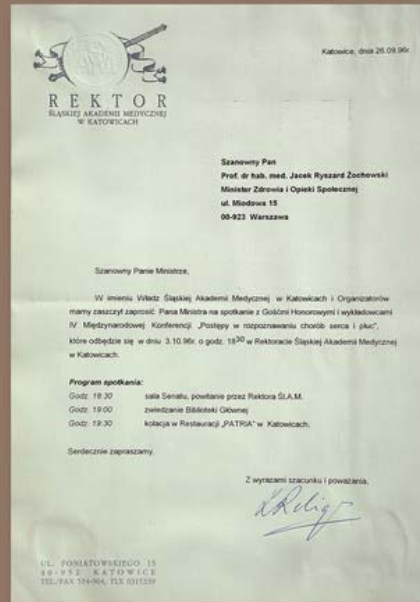 Katowice, dnia 26.09.96r.
REKTOR
ŚLĄSKIEJ AKADEMII MEDYCZNEJ
W KATOWICACH
Szanowny Pan
Prof. dr hab. med. Jacek Ryszard Żochowski
Minister Zdrowia i Opieki Społecznej
ul. Miodowa 15
00-923 Warszawa
Szanowny Panie Ministrze,
W imieniu Władz Śląskiej Akademii Medycznej w Katowicach i Organizatorów
mamy zaszczyt zaprosić Pana Ministra na spotkanie z Gośćmi Honorowymi i wykładowcami
IV Międzynarodowej Konferencji „Postępy w rozpoznawaniu chorób serca i płuc",
które odbędzie się w dniu 3.10.96r. o godz. 18³⁰ w Rektoracie Śląskiej Akademii Medycznej
w Katowicach.
Program spotkania:
Godz. 18:30 sala Senatu, powitanie przez Rektora Śl.A.M.
Godz. 19:00 zwiedzanie Biblioteki Głównej
Godz. 19:30 kolacja w Restauracji „PATRIA" w Katowicach.
Serdecznie zapraszamy.
Z wyrazami szacunku i poważania,
ZReliga
UL. PONIATOWSKIEGO 15
40-952 KATOWICE
TEL/FAX